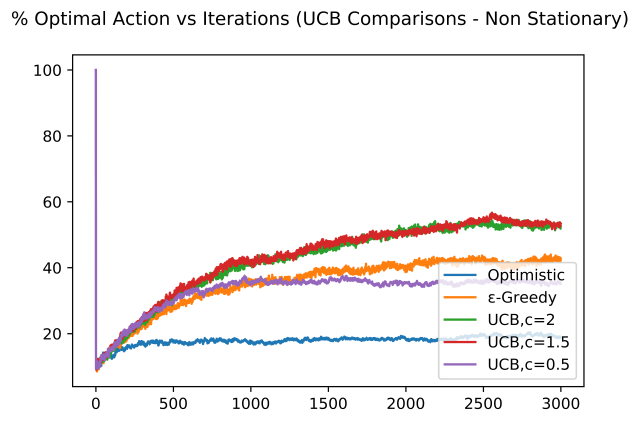 % Optimal Action vs Iterations (UCB Comparisons - Non Stationary)
100
80
60
40
20
0
500
1000
1500
2000
2500
3000
Optimistic
ε-Greedy
UCB,c=2
UCB,c=1.5
UCB,c=0.5